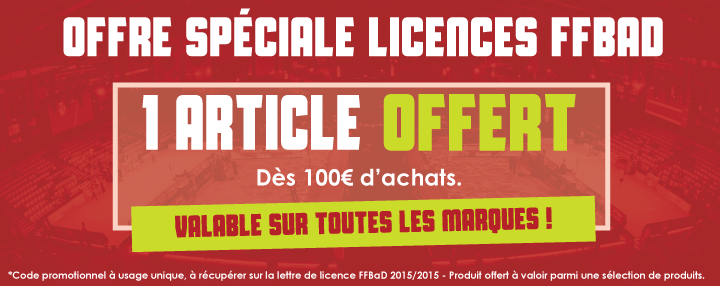 OFFRE SPÉCIALE LICENCES FFBAD
1 ARTICLE OFFERT
Dès 100€ d'achats.
VALABLE SUR TOUTES LES MARQUES !
*Code promotionnel à usage unique, à récupérer sur la lettre de licence FFBaD 2015/2015 - Produit offert à valoir parmi une sélection de produits.